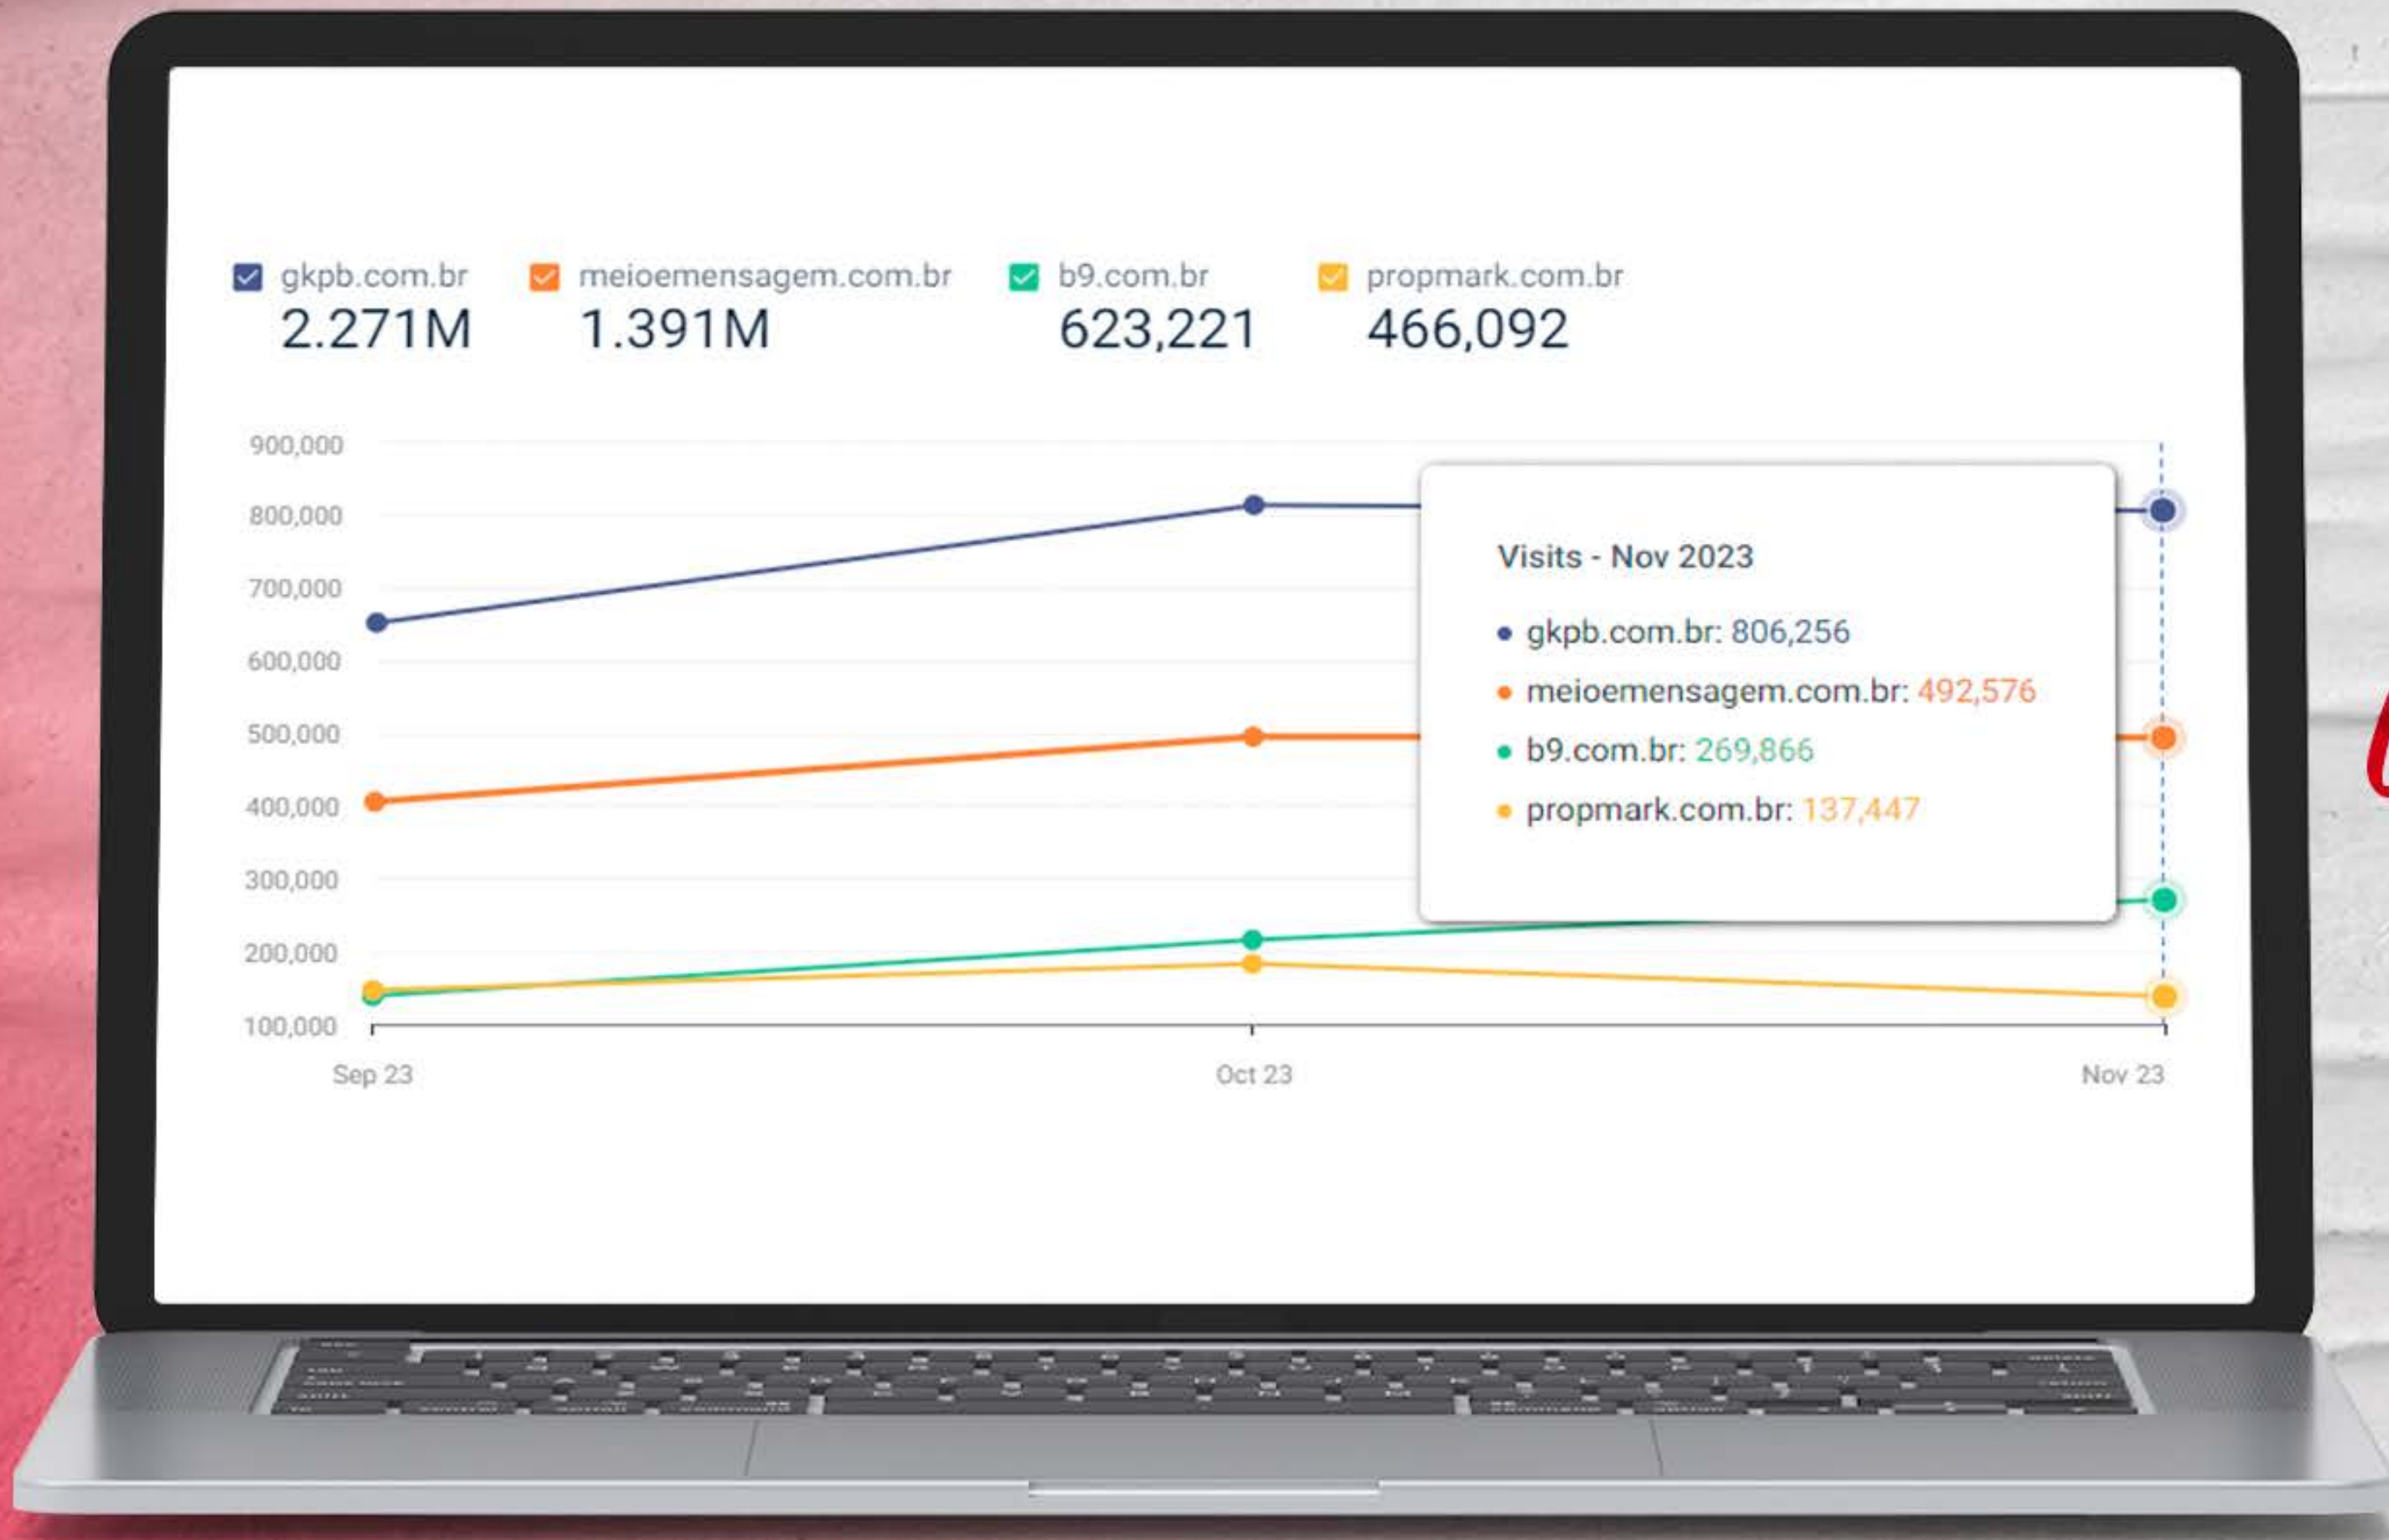 gkpb.com.br meioemensagem.com.br b9.com.br propmark.com.br
2.271M 1.391M 623,221 466,092
900,000
800,000
700,000
600,000
500,000
400,000
300,000
200,000
100,000
Visits - Nov 2023
gkpb.com.br: 806,256
meioemensagem.com.br: 492,576
b9.com.br: 269,866
propmark.com.br: 137,447
Sep 23 Oct 23 Nov 23